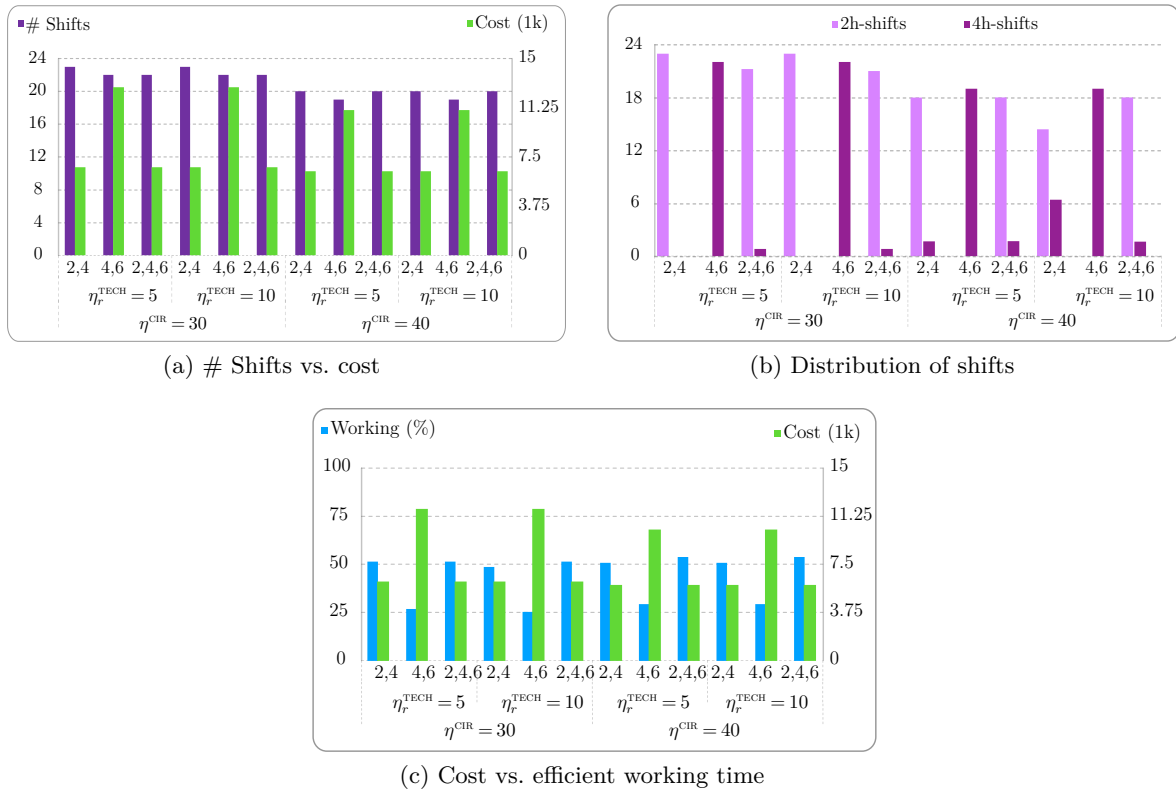 # Shifts Cost (1k)
24 15
20 11.25
16
12 7.5
8
4 3.75
0 0
2,4 4,6 2,4,6 2,4 4,6 2,4,6 2,4 4,6 2,4,6 2,4 4,6 2,4,6
η_r^TECH = 5 η_r^TECH = 10 η_r^TECH = 5 η_r^TECH = 10
η^CIR = 30 η^CIR = 40
(a) # Shifts vs. cost
2h-shifts 4h-shifts
24
18
12
6
0
2,4 4,6 2,4,6 2,4 4,6 2,4,6 2,4 4,6 2,4,6 2,4 4,6 2,4,6
η_r^TECH = 5 η_r^TECH = 10 η_r^TECH = 5 η_r^TECH = 10
η^CIR = 30 η^CIR = 40
(b) Distribution of shifts
Working (%) Cost (1k)
100 15
75 11.25
50 7.5
25 3.75
0 0
2,4 4,6 2,4,6 2,4 4,6 2,4,6 2,4 4,6 2,4,6 2,4 4,6 2,4,6
η_r^TECH = 5 η_r^TECH = 10 η_r^TECH = 5 η_r^TECH = 10
η^CIR = 30 η^CIR = 40
(c) Cost vs. efficient working time